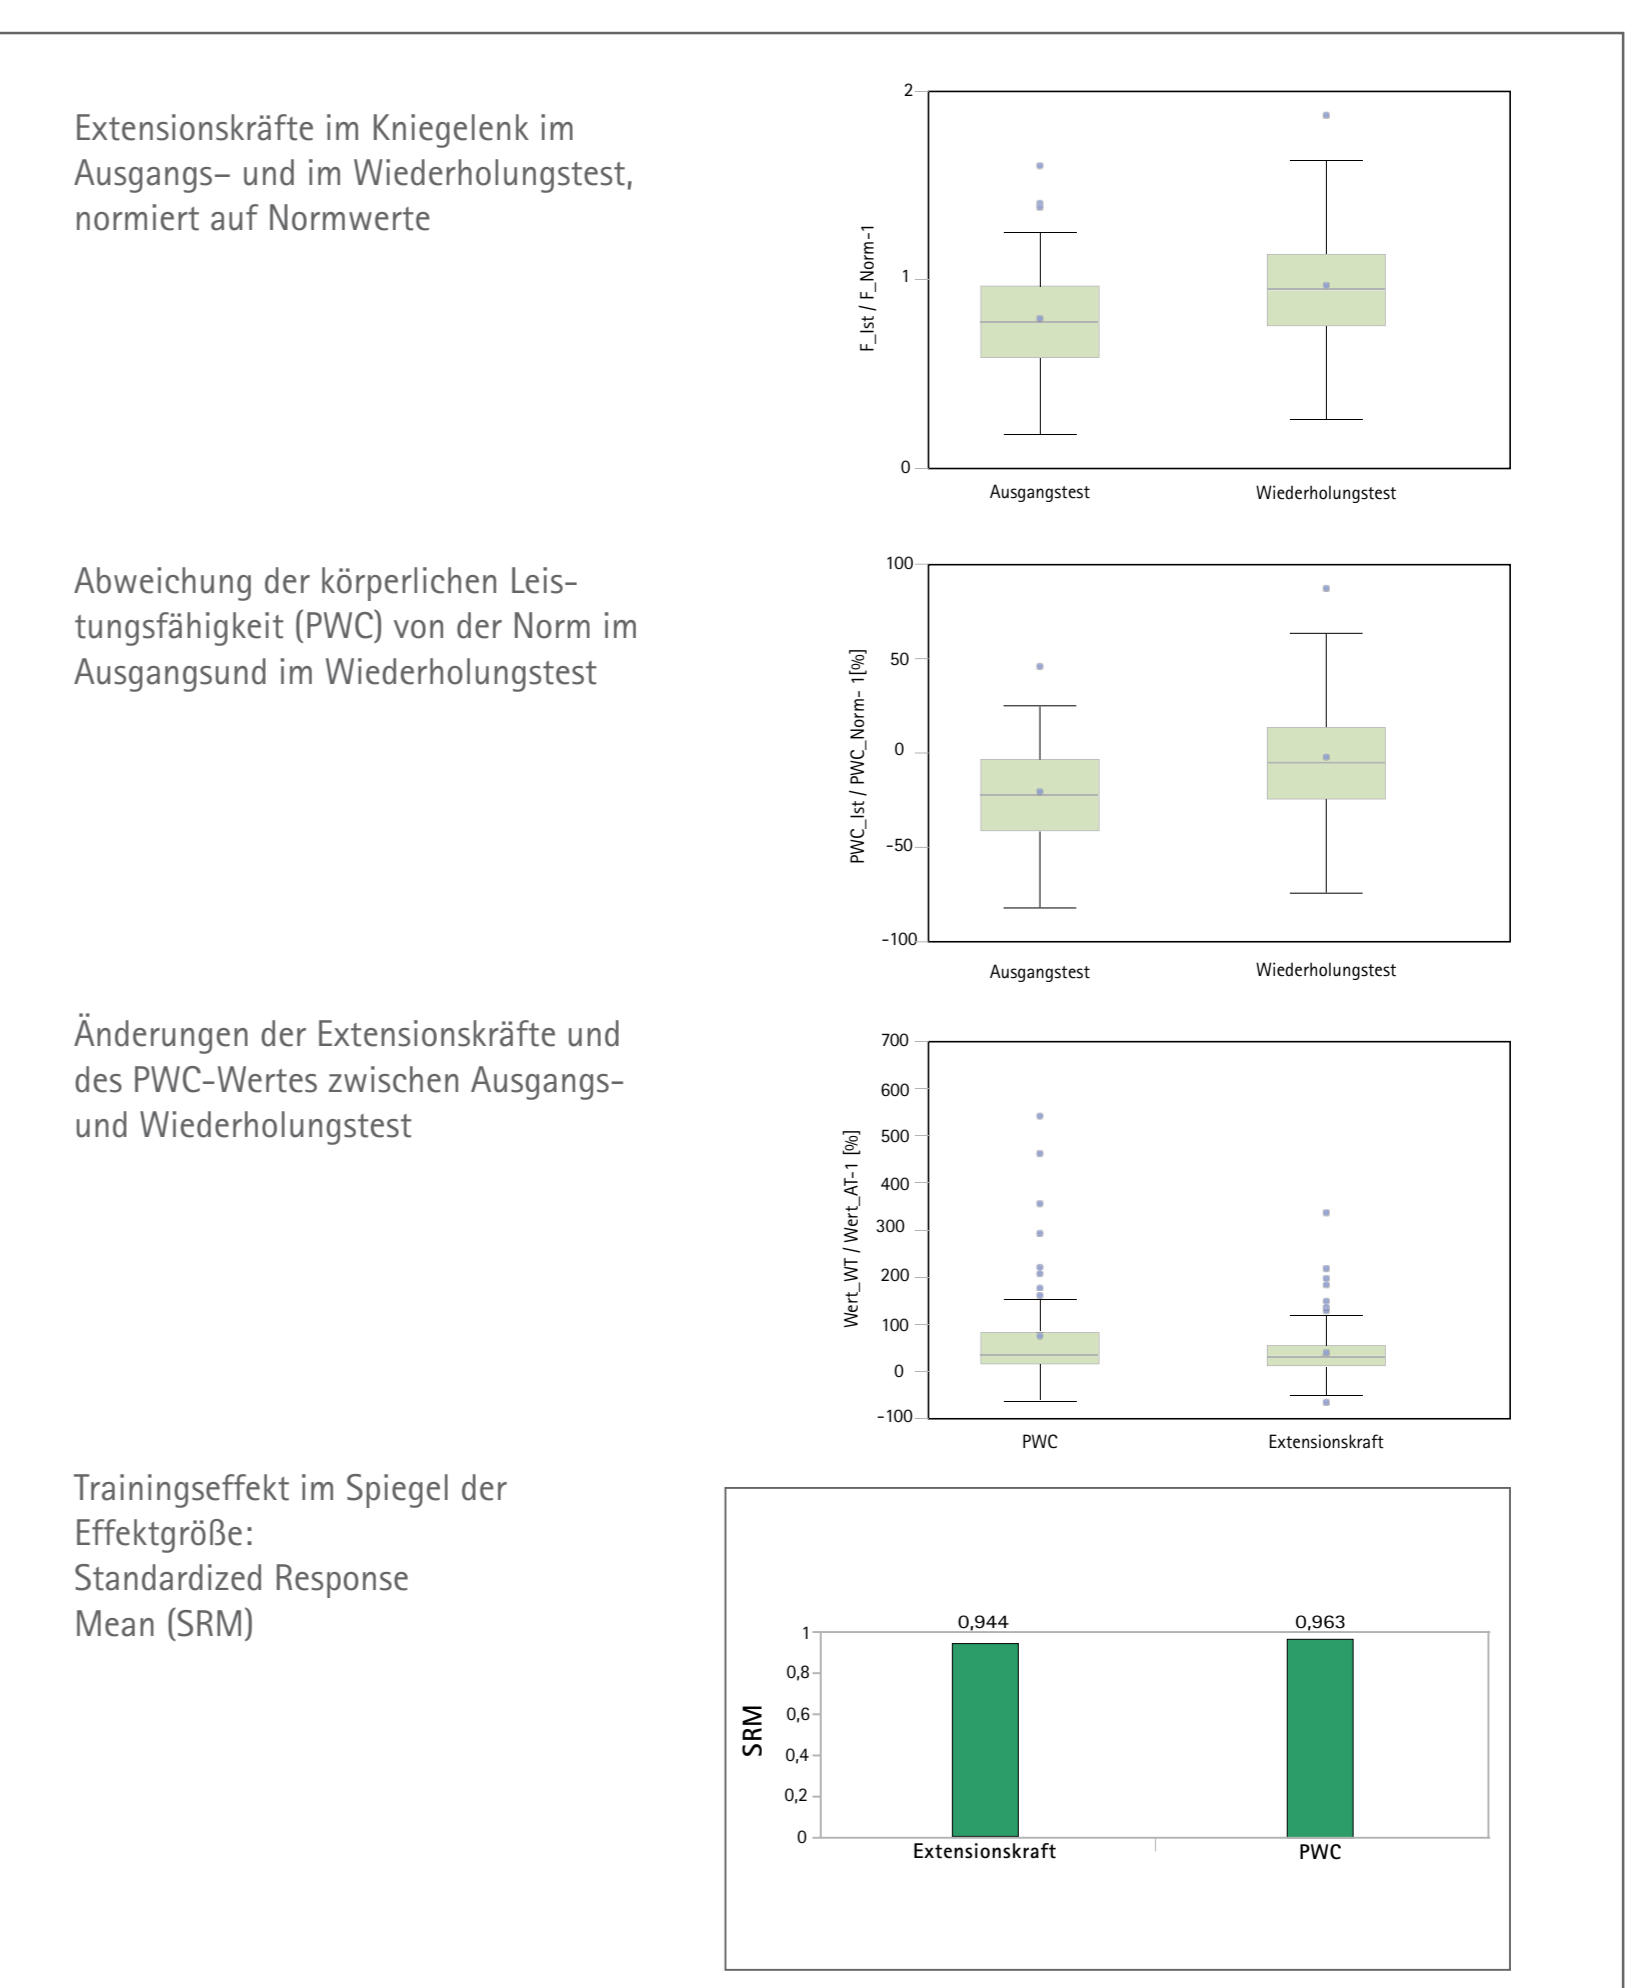 Extensionskräfte im Kniegelenk im
Ausgangs– und im Wiederholungstest,
normiert auf Normwerte
2
1
0
F_Ist / F_Norm-1
Ausgangstest
Wiederholungstest
Abweichung der körperlichen Leis-
tungsfähigkeit (PWC) von der Norm im
Ausgangsund im Wiederholungstest
100
50
0
-50
-100
PWC_Ist / PWC_Norm- 1[%]
Ausgangstest
Wiederholungstest
Änderungen der Extensionskräfte und
des PWC-Wertes zwischen Ausgangs-
und Wiederholungstest
700
600
500
400
300
200
100
0
-100
Wert_WT / Wert_AT-1 [%]
PWC
Extensionskraft
Trainingseffekt im Spiegel der
Effektgröße:
Standardized Response
Mean (SRM)
0,944
0,963
1
0,8
0,6
0,4
0,2
0
SRM
Extensionskraft
PWC